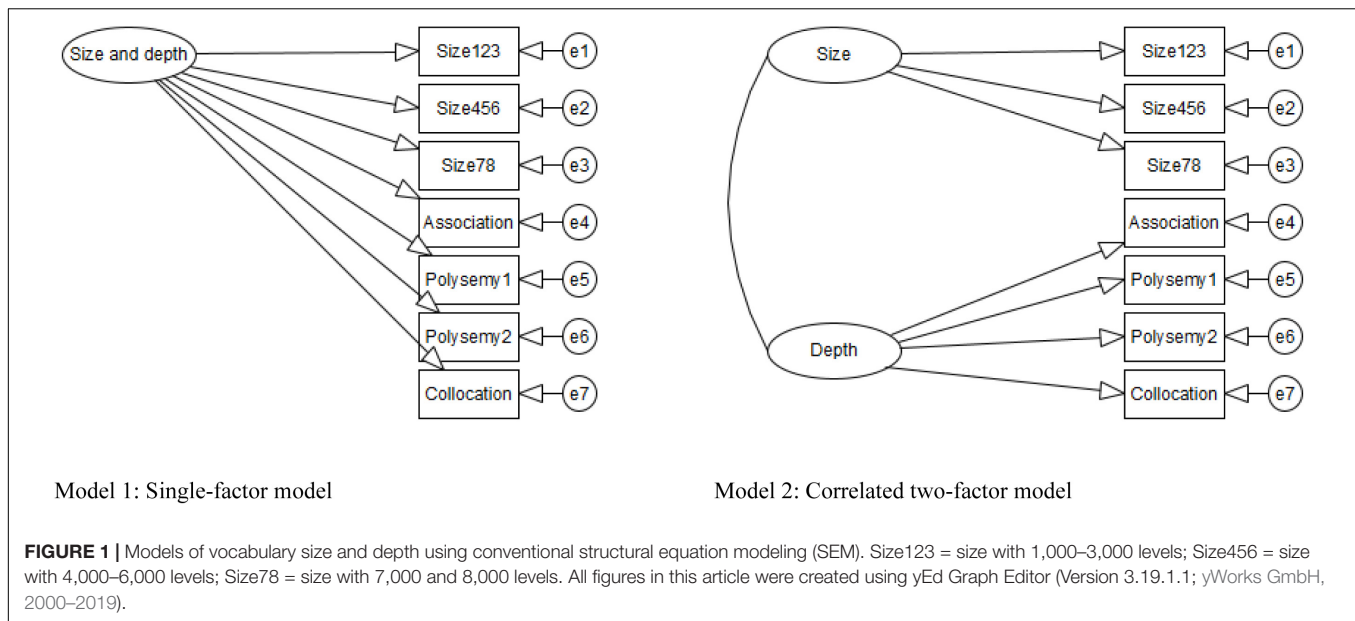 Size and depth
Size123
e1
Size456
e2
Size78
e3
Association
e4
Polysemy1
e5
Polysemy2
e6
Collocation
e7
Model 1: Single-factor model
Size
Depth
Size123
e1
Size456
e2
Size78
e3
Association
e4
Polysemy1
e5
Polysemy2
e6
Collocation
e7
Model 2: Correlated two-factor model
FIGURE 1 | Models of vocabulary size and depth using conventional structural equation modeling (SEM). Size123 = size with 1,000–3,000 levels; Size456 = size
with 4,000–6,000 levels; Size78 = size with 7,000 and 8,000 levels. All figures in this article were created using yEd Graph Editor (Version 3.19.1.1; yWorks GmbH,
2000–2019).